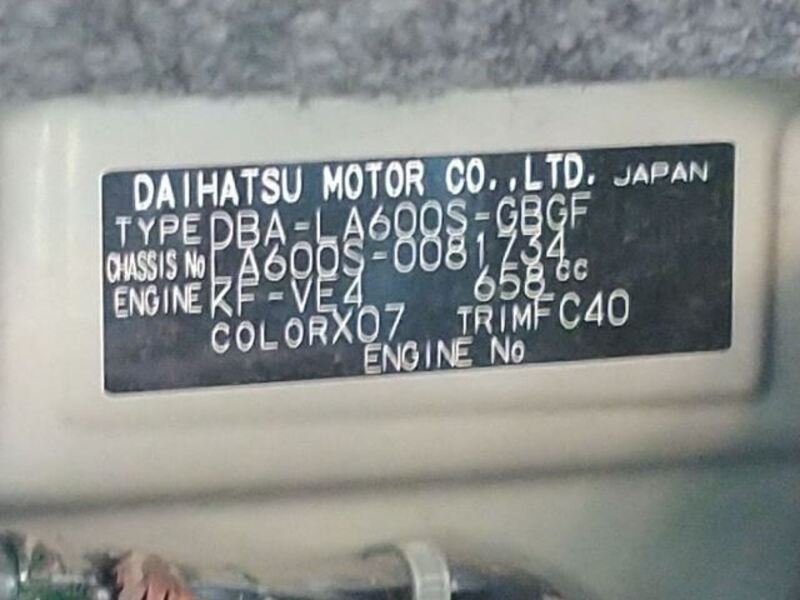 DAIHATSU MOTOR CO.,LTD. JAPAN
TYPE DBA-LA600S-GBGF
CHASSIS No LA600S-0081734
ENGINE KF-VE4 658cc
COLOR X07 TRIM FC40
ENGINE No